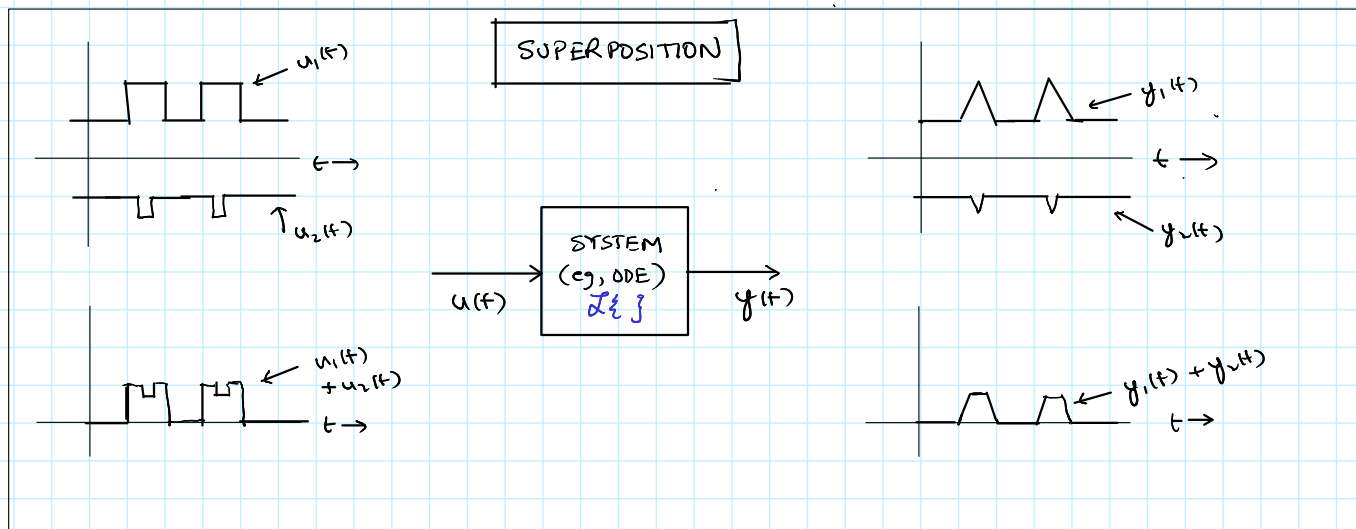 SUPERPOSITION
u₁(t)
t →
u₂(t)
y₁(t)
t →
y₂(t)
SYSTEM
(eg, ODE)
ℒ{ }
u(t)
y(t)
u₁(t)
+ u₂(t)
t →
y₁(t) + y₂(t)
t →